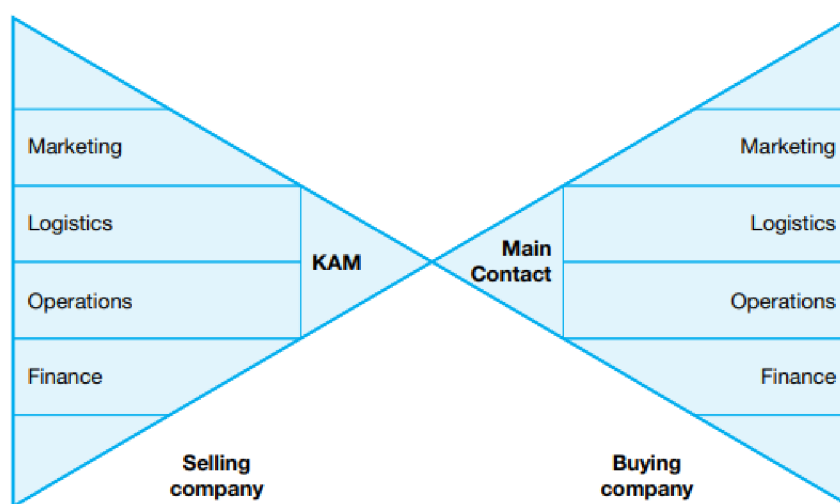 Marketing
Logistics
Operations
Finance
KAM
Main
Contact
Marketing
Logistics
Operations
Finance
Selling
company
Buying
company